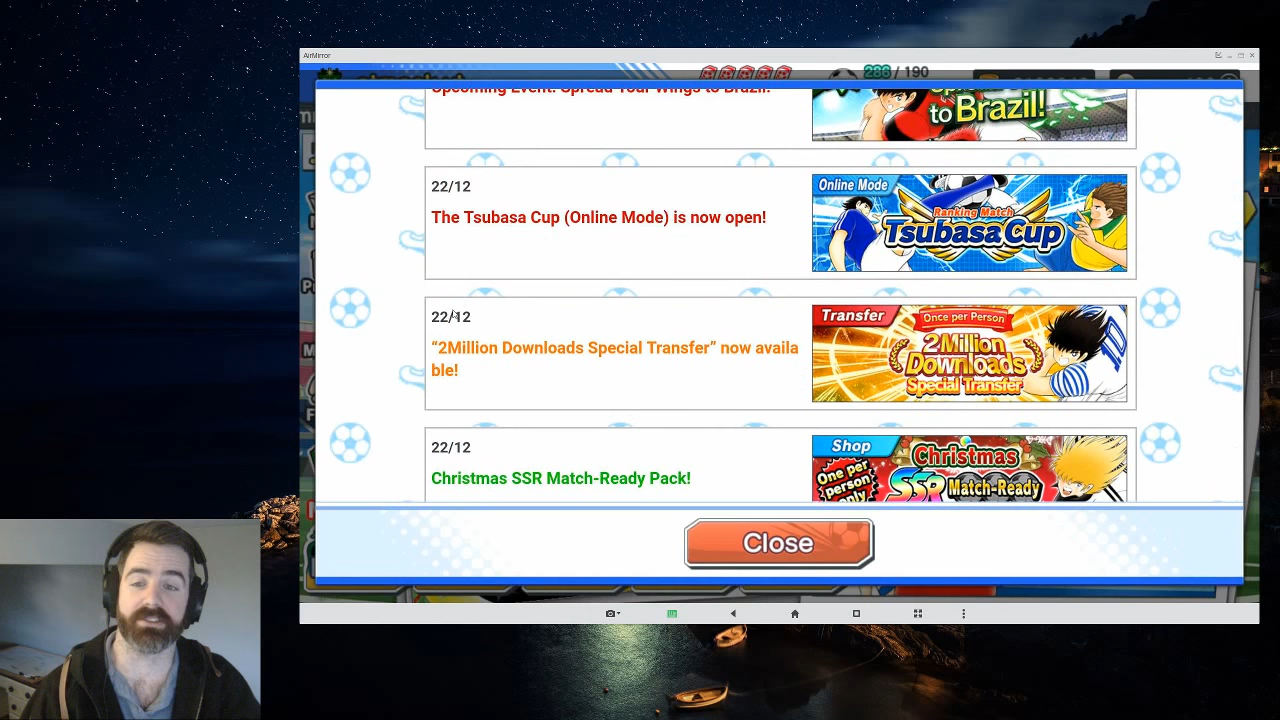 AirMirror
286 / 190
Upcoming Event: Spread Your Wings to Brazil!
to Brazil!
22/12
The Tsubasa Cup (Online Mode) is now open!
Online Mode
Ranking Match
Tsubasa Cup
22/12
“2Million Downloads Special Transfer” now availa
ble!
Transfer
Once per Person
2Million
Downloads
Special Transfer
10
22/12
Christmas SSR Match-Ready Pack!
Shop
Christmas
One per
person
only
SSR Match-Ready
Close